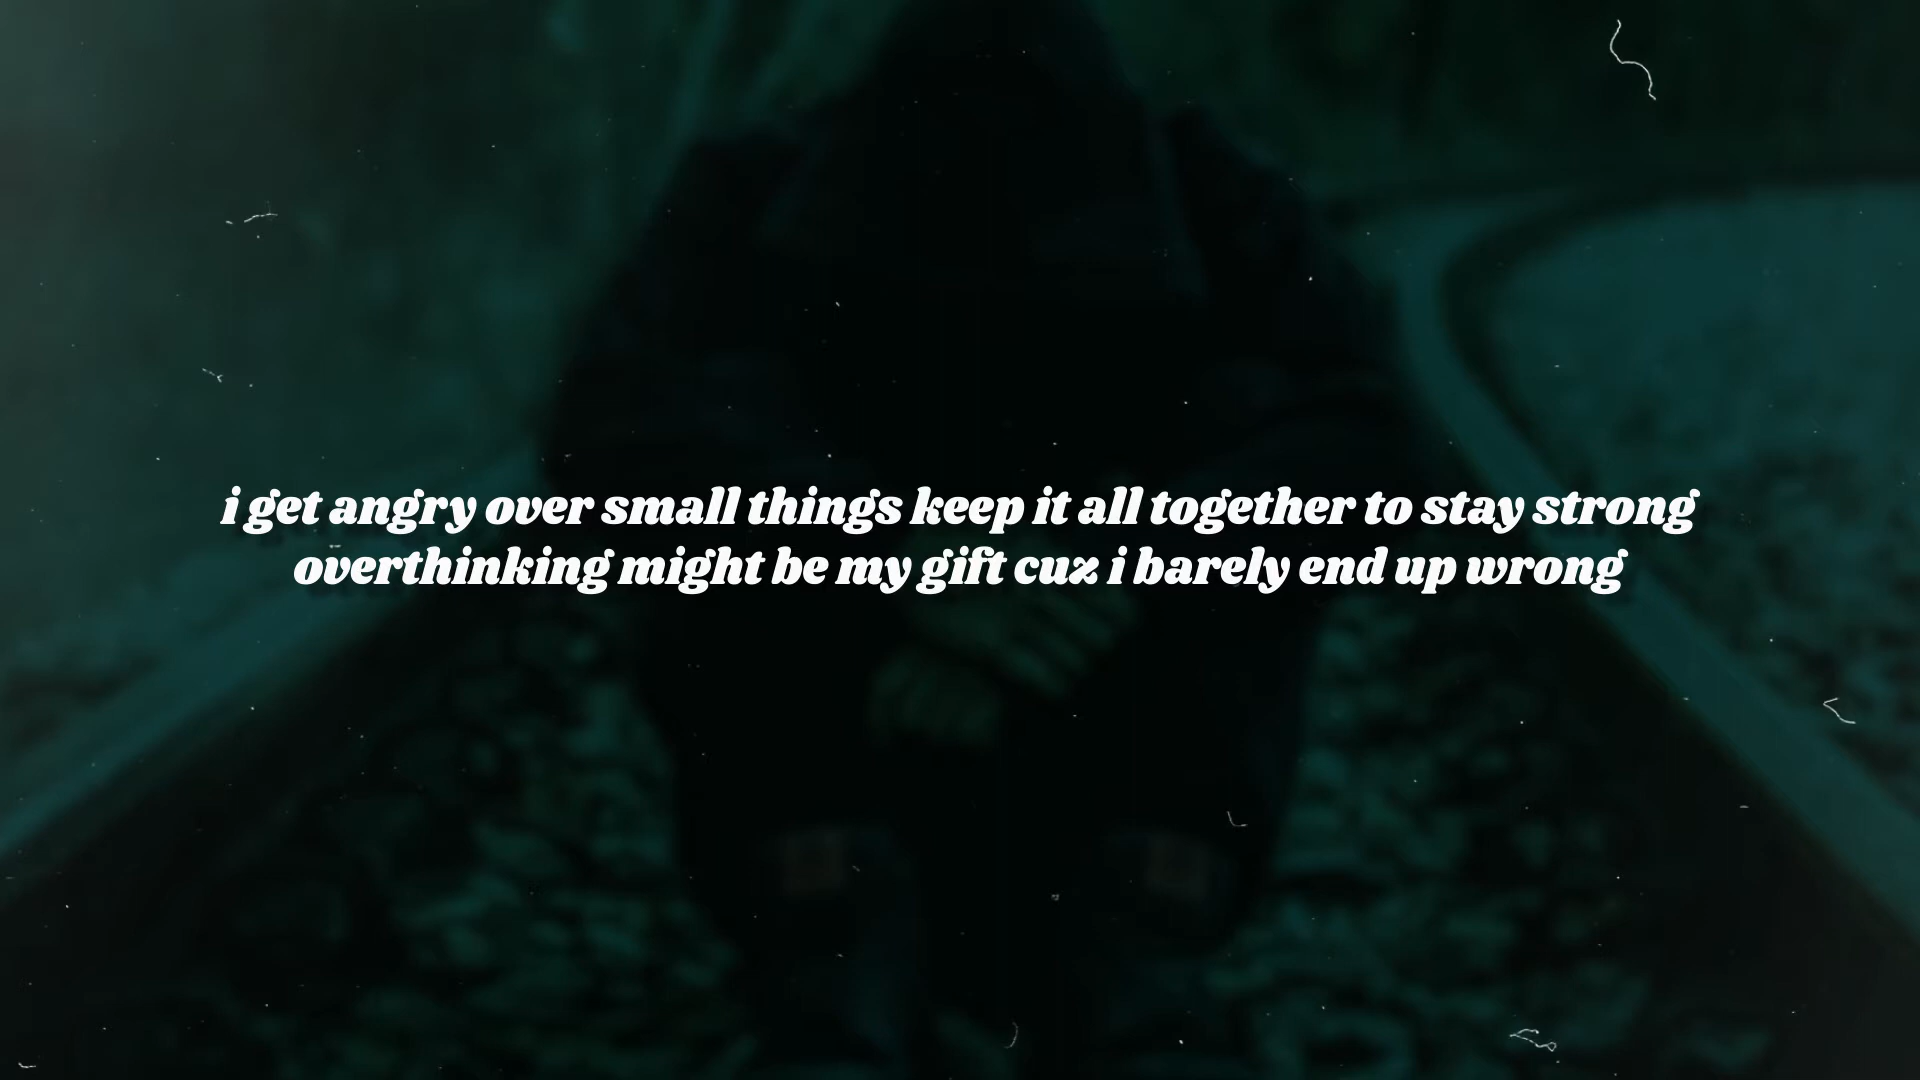 i get angry over small things keep it all together to stay strong
overthinking might be my gift cuz i barely end up wrong